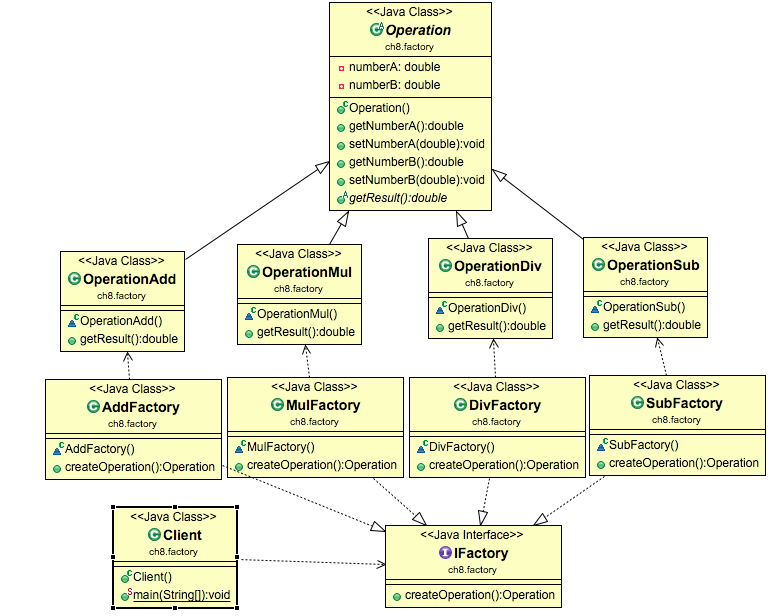 <<Java Class>>
Operation
ch8.factory
numberA: double
numberB: double
Operation()
getNumberA():double
setNumberA(double):void
getNumberB():double
setNumberB(double):void
getResult():double
<<Java Class>>
OperationAdd
ch8.factory
OperationAdd()
getResult():double
<<Java Class>>
OperationMul
ch8.factory
OperationMul()
getResult():double
<<Java Class>>
OperationDiv
ch8.factory
OperationDiv()
getResult():double
<<Java Class>>
OperationSub
ch8.factory
OperationSub()
getResult():double
<<Java Class>>
AddFactory
ch8.factory
AddFactory()
createOperation():Operation
<<Java Class>>
MulFactory
ch8.factory
MulFactory()
createOperation():Operation
<<Java Class>>
DivFactory
ch8.factory
DivFactory()
createOperation():Operation
<<Java Class>>
SubFactory
ch8.factory
SubFactory()
createOperation():Operation
<<Java Class>>
Client
ch8.factory
Client()
main(String[]):void
<<Java Interface>>
IFactory
ch8.factory
createOperation():Operation